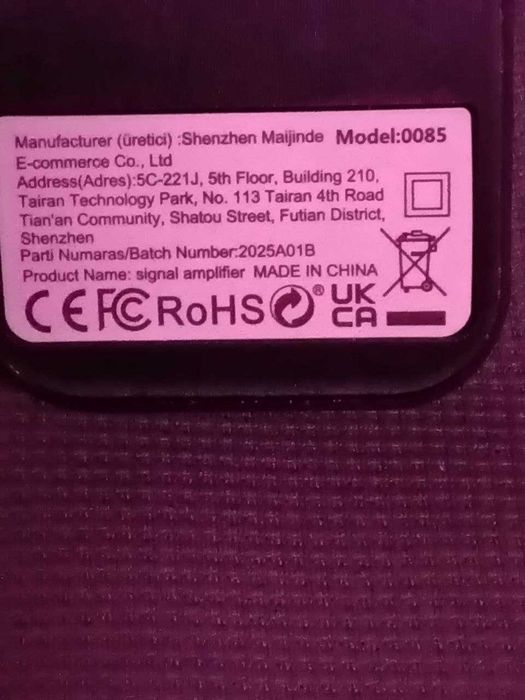 Manufacturer (üretici) :Shenzhen Maijinde Model:0085
E-commerce Co., Ltd
Address(Adres):5C-221J, 5th Floor, Building 210,
Tairan Technology Park, No. 113 Tairan 4th Road
Tian'an Community, Shatou Street, Futian District,
Shenzhen
Parti Numaras/Batch Number:2025A01B
Product Name: signal amplifier MADE IN CHINA
CE FC RoHS ® UK
CA